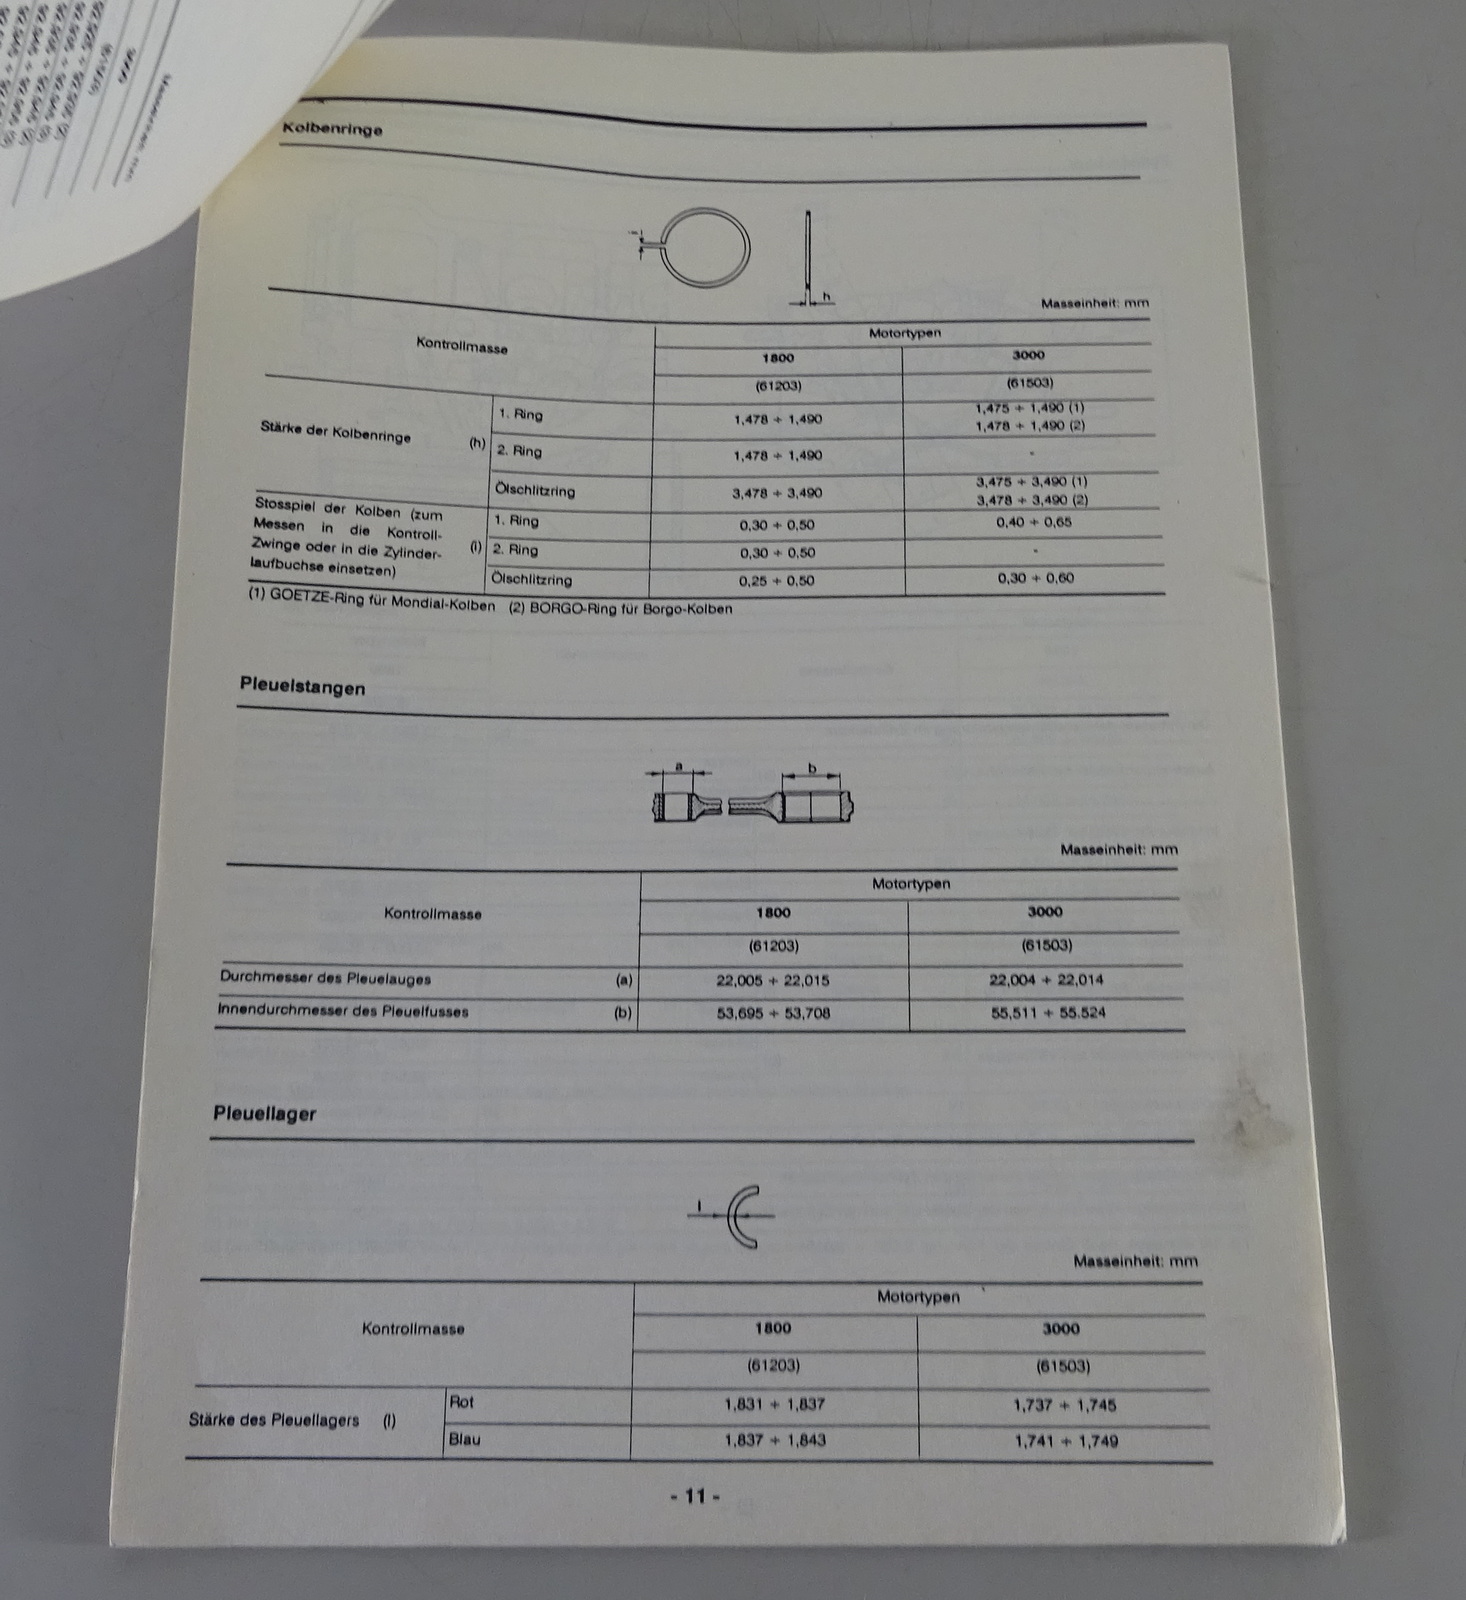 Kolbenringe
h
Masseinheit: mm
Kontrollmasse
Motortypen
1800 3000
(61203) (61503)
Stärke der Kolbenringe (h)
1. Ring 1,478 ÷ 1,490 1,475 ÷ 1,490 (1)
1,478 ÷ 1,490 (2)
2. Ring 1,478 ÷ 1,490 -
Ölschlitzring 3,478 ÷ 3,490 3,475 ÷ 3,490 (1)
3,478 ÷ 3,490 (2)
Stosspiel der Kolben (zum
Messen in die Kontroll-
Zwinge oder in die Zylinder-
laufbuchse einsetzen) (l)
1. Ring 0,30 ÷ 0,50 0,40 ÷ 0,65
2. Ring 0,30 ÷ 0,50 -
Ölschlitzring 0,25 ÷ 0,50 0,30 ÷ 0,60
(1) GOETZE-Ring für Mondial-Kolben (2) BORGO-Ring für Borgo-Kolben
Pleuelstangen
a b
Masseinheit: mm
Kontrollmasse
Motortypen
1800 3000
(61203) (61503)
Durchmesser des Pleuelauges (a) 22,005 ÷ 22,015 22,004 ÷ 22,014
Innendurchmesser des Pleuelfusses (b) 53,695 ÷ 53,708 55,511 ÷ 55.524
Pleuellager
l
Masseinheit: mm
Kontrollmasse
Motortypen
1800 3000
(61203) (61503)
Stärke des Pleuellagers (l)
Rot 1,831 ÷ 1,837 1,737 ÷ 1,745
Blau 1,837 ÷ 1,843 1,741 ÷ 1,749
- 11 -